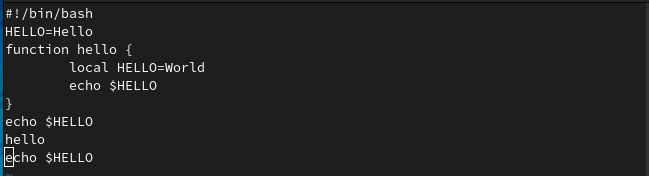 #!/bin/bash
HELLO=Hello
function hello {
        local HELLO=World
        echo $HELLO
}
echo $HELLO
hello
echo $HELLO
~